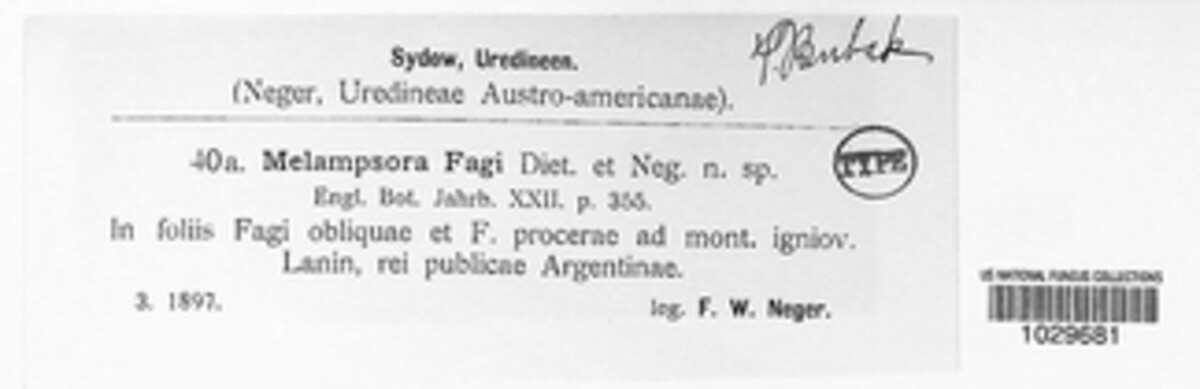 Bubák
Sydow, Uredineen.
(Neger, Uredineae Austro-americanae).
TYPE
40a. Melampsora Fagi Diet. et Neg. n. sp.
Engl. Bot. Jahrb. XXII. p. 355.
In foliis Fagi obliquae et F. procerae ad mont. igniov.
Lanin, rei publicae Argentinae.
3. 1897. leg. F. W. Neger.
US NATIONAL FUNGUS COLLECTIONS
1029681